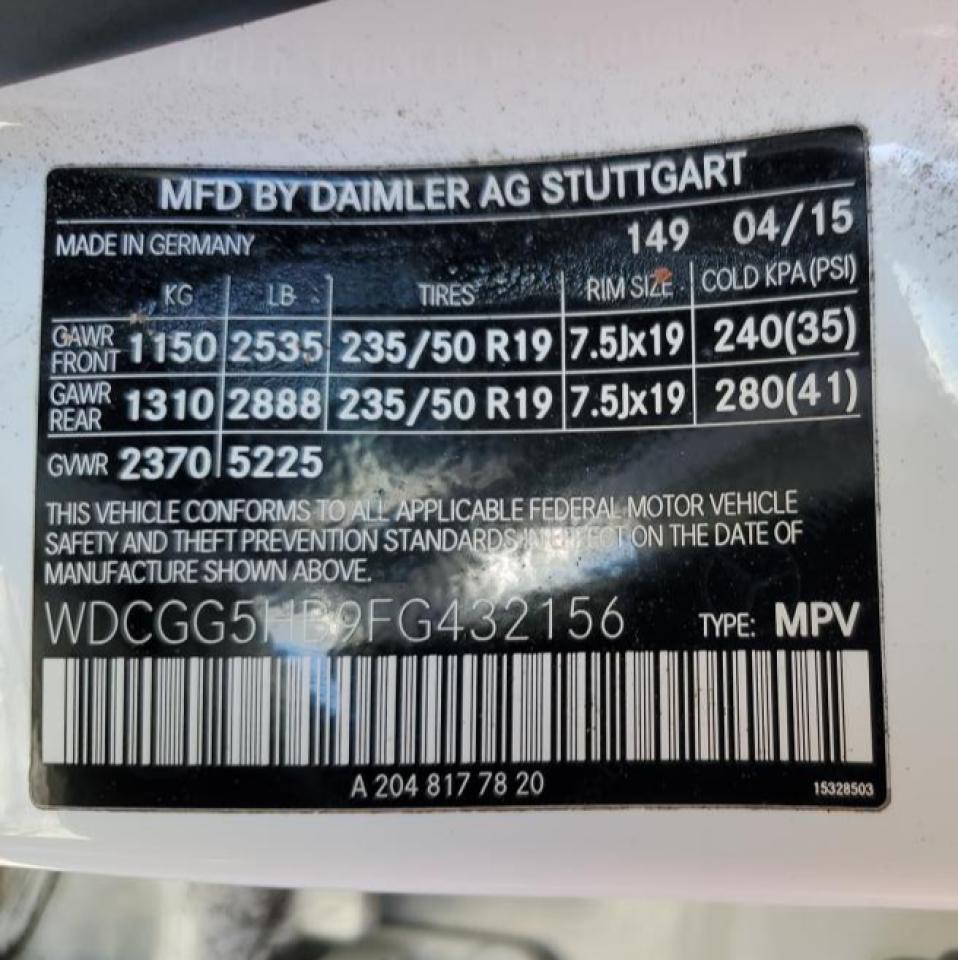 MFD BY DAIMLER AG STUTTGART
MADE IN GERMANY 149 04/15
KG LB TIRES RIM SIZE COLD KPA (PSI)
GAWR FRONT 1150 2535 235/50 R19 7.5Jx19 240(35)
GAWR REAR 1310 2888 235/50 R19 7.5Jx19 280(41)
GVWR 2370 5225
THIS VEHICLE CONFORMS TO ALL APPLICABLE FEDERAL MOTOR VEHICLE
SAFETY AND THEFT PREVENTION STANDARDS IN EFFECT ON THE DATE OF
MANUFACTURE SHOWN ABOVE.
WDCGG5HB9FG432156 TYPE: MPV
A 204 817 78 20
15328503